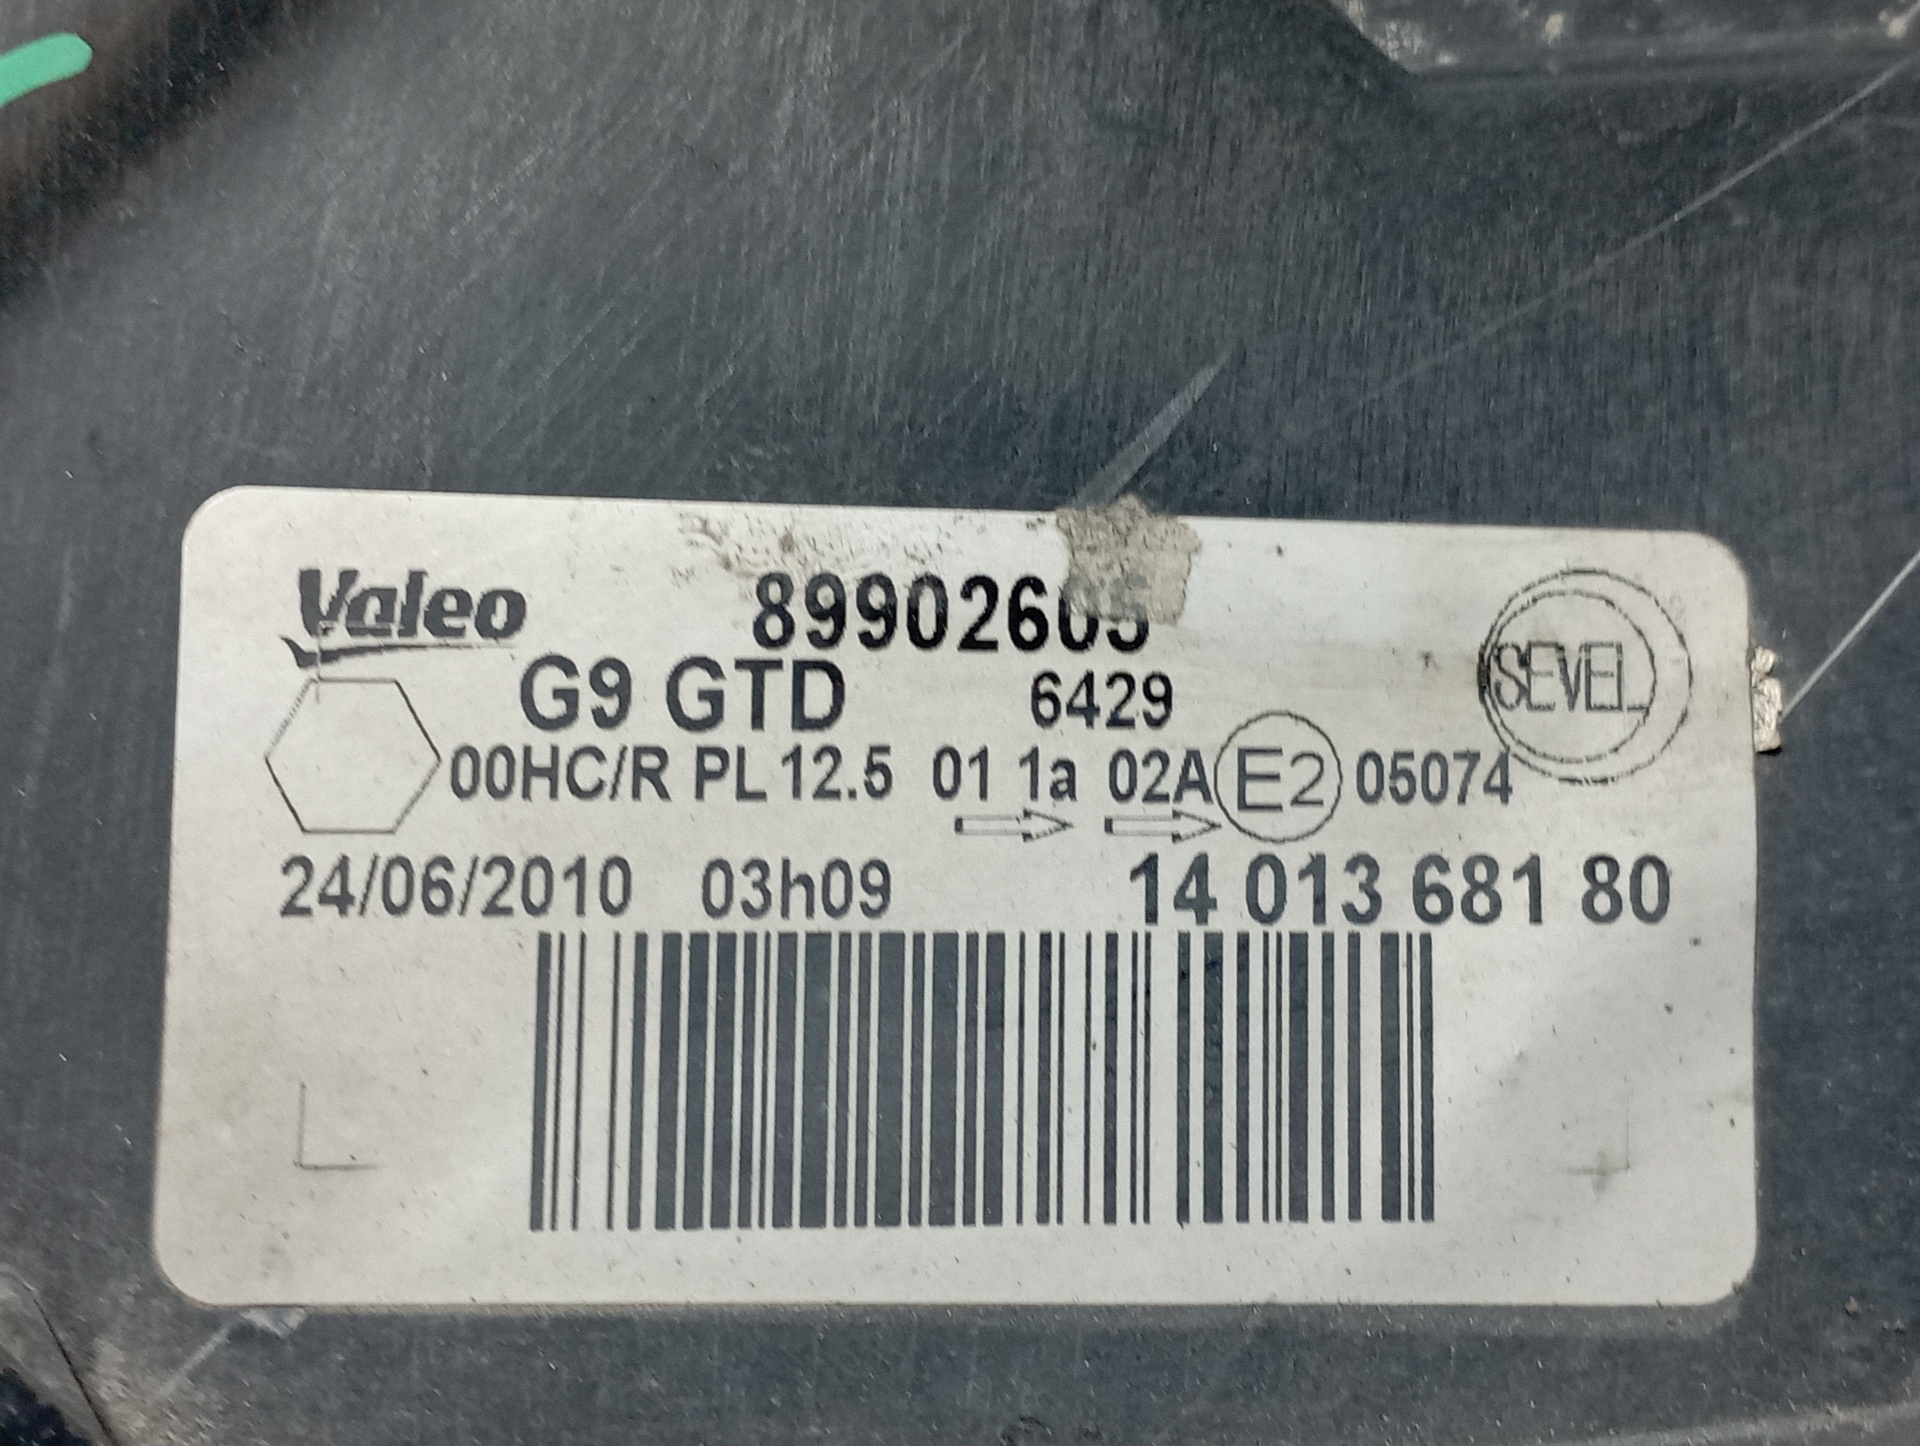 Valeo 89902605
SEVEL
G9 GTD 6429
00HC/R PL 12.5 01 1a 02A E2 05074
24/06/2010 03h09 14 013 681 80